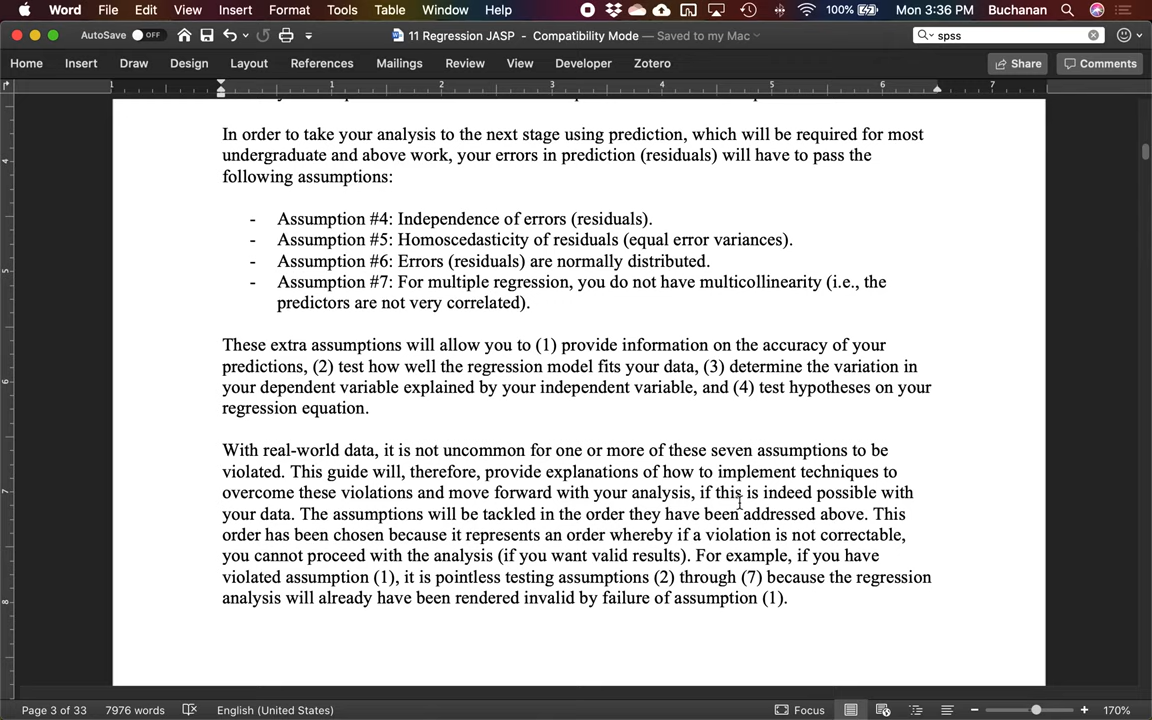 Word File Edit View Insert Format Tools Table Window Help 100% Mon 3:36 PM Buchanan
AutoSave OFF 11 Regression JASP - Compatibility Mode — Saved to my Mac spss
Home Insert Draw Design Layout References Mailings Review View Developer Zotero Share Comments
1 1 2 3 4 5 6 7
In order to take your analysis to the next stage using prediction, which will be required for most
undergraduate and above work, your errors in prediction (residuals) will have to pass the
following assumptions:
- Assumption #4: Independence of errors (residuals).
- Assumption #5: Homoscedasticity of residuals (equal error variances).
- Assumption #6: Errors (residuals) are normally distributed.
- Assumption #7: For multiple regression, you do not have multicollinearity (i.e., the
predictors are not very correlated).
These extra assumptions will allow you to (1) provide information on the accuracy of your
predictions, (2) test how well the regression model fits your data, (3) determine the variation in
your dependent variable explained by your independent variable, and (4) test hypotheses on your
regression equation.
With real-world data, it is not uncommon for one or more of these seven assumptions to be
violated. This guide will, therefore, provide explanations of how to implement techniques to
overcome these violations and move forward with your analysis, if this is indeed possible with
your data. The assumptions will be tackled in the order they have been addressed above. This
order has been chosen because it represents an order whereby if a violation is not correctable,
you cannot proceed with the analysis (if you want valid results). For example, if you have
violated assumption (1), it is pointless testing assumptions (2) through (7) because the regression
analysis will already have been rendered invalid by failure of assumption (1).
4
5
6
7
8
Page 3 of 33 7976 words English (United States) Focus 170%